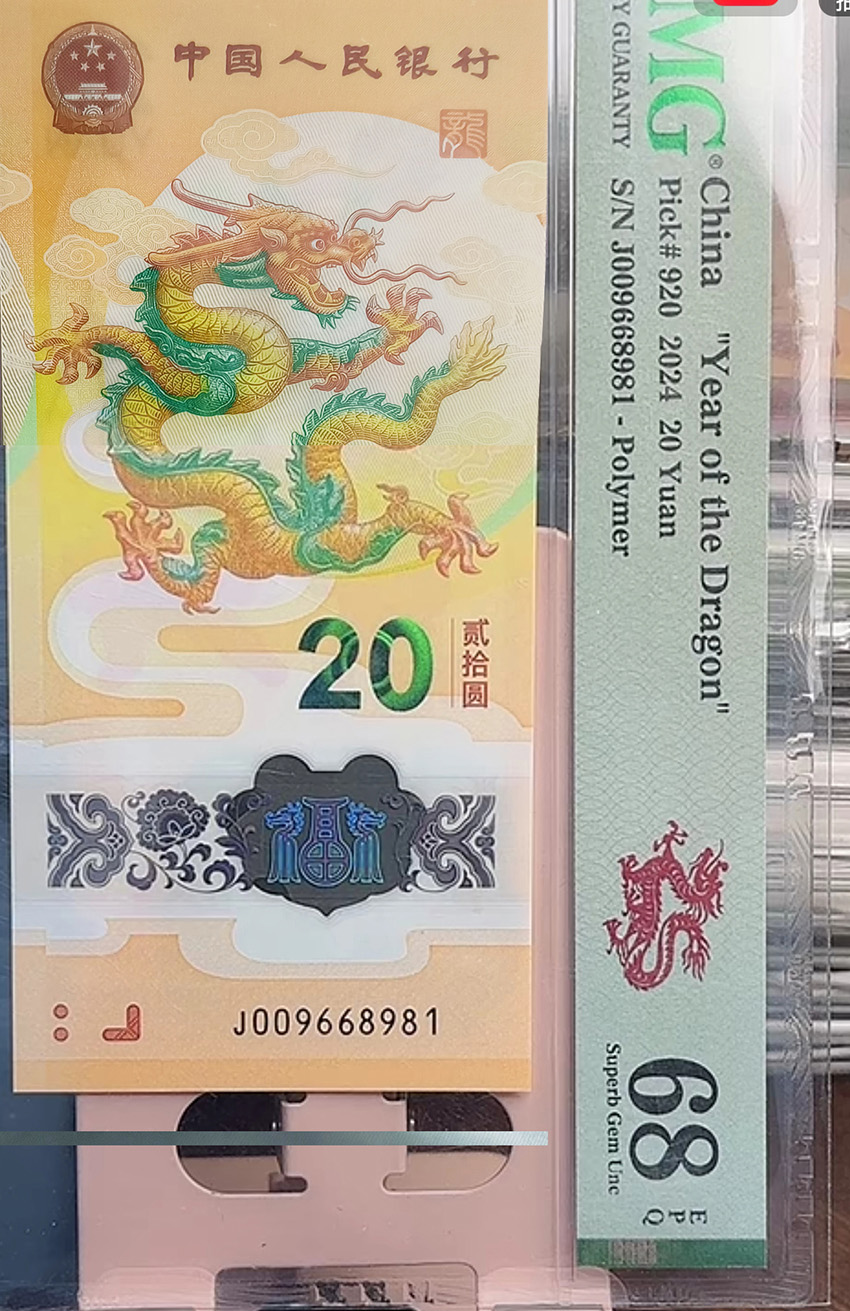 中国人民银行
龍
20
贰拾圆
J009668981
MG®
Y GUARANTY
China "Year of the Dragon"
Pick# 920 2024 20 Yuan
S/N J009668981 - Polymer
68
EPQ
Superb Gem Unc